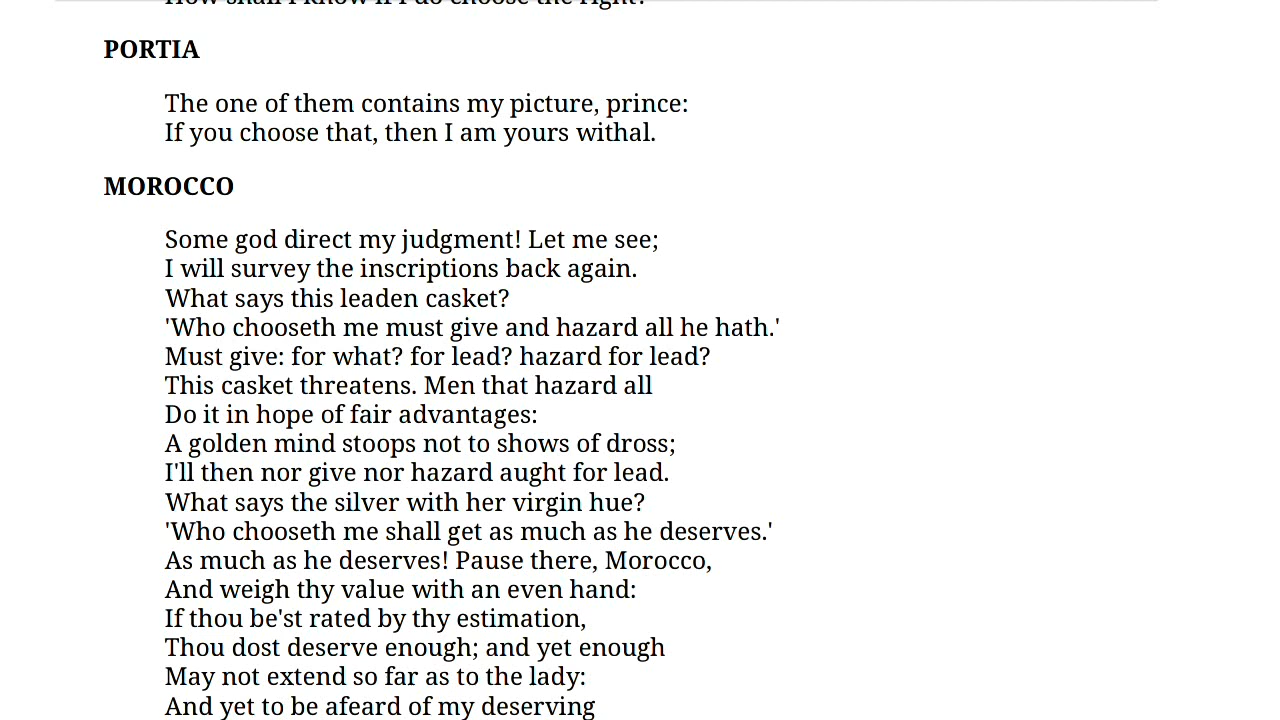 How shall I know if I do choose the right?
PORTIA
The one of them contains my picture, prince:
If you choose that, then I am yours withal.
MOROCCO
Some god direct my judgment! Let me see;
I will survey the inscriptions back again.
What says this leaden casket?
'Who chooseth me must give and hazard all he hath.'
Must give: for what? for lead? hazard for lead?
This casket threatens. Men that hazard all
Do it in hope of fair advantages:
A golden mind stoops not to shows of dross;
I'll then nor give nor hazard aught for lead.
What says the silver with her virgin hue?
'Who chooseth me shall get as much as he deserves.'
As much as he deserves! Pause there, Morocco,
And weigh thy value with an even hand:
If thou be'st rated by thy estimation,
Thou dost deserve enough; and yet enough
May not extend so far as to the lady:
And yet to be afeard of my deserving